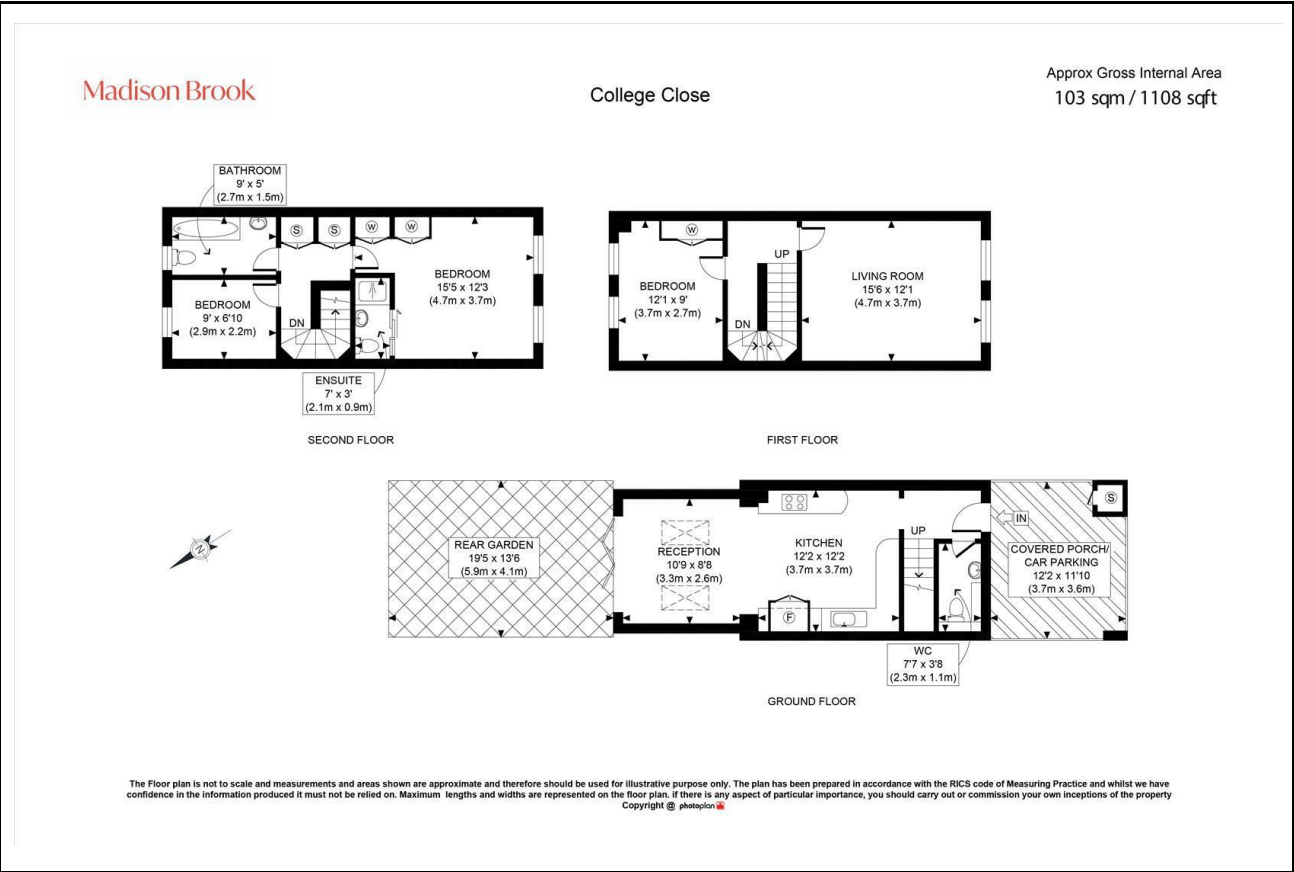 Madison Brook
College Close
Approx Gross Internal Area
103 sqm / 1108 sqft
BATHROOM
9' x 5'
(2.7m x 1.5m)
S
S
W
W
BEDROOM
15'5 x 12'3
(4.7m x 3.7m)
BEDROOM
9' x 6'10
(2.9m x 2.2m)
DN
ENSUITE
7' x 3'
(2.1m x 0.9m)
SECOND FLOOR
W
UP
BEDROOM
12'1 x 9'
(3.7m x 2.7m)
LIVING ROOM
15'6 x 12'1
(4.7m x 3.7m)
DN
FIRST FLOOR
N
REAR GARDEN
19'5 x 13'6
(5.9m x 4.1m)
RECEPTION
10'9 x 8'8
(3.3m x 2.6m)
KITCHEN
12'2 x 12'2
(3.7m x 3.7m)
F
UP
IN
S
COVERED PORCH/
CAR PARKING
12'2 x 11'10
(3.7m x 3.6m)
WC
7'7 x 3'8
(2.3m x 1.1m)
GROUND FLOOR
The Floor plan is not to scale and measurements and areas shown are approximate and therefore should be used for illustrative purpose only. The plan has been prepared in accordance with the RICS code of Measuring Practice and whilst we have
confidence in the information produced it must not be relied on. Maximum lengths and widths are represented on the floor plan. if there is any aspect of particular importance, you should carry out or commission your own inceptions of the property
Copyright @ photoplan